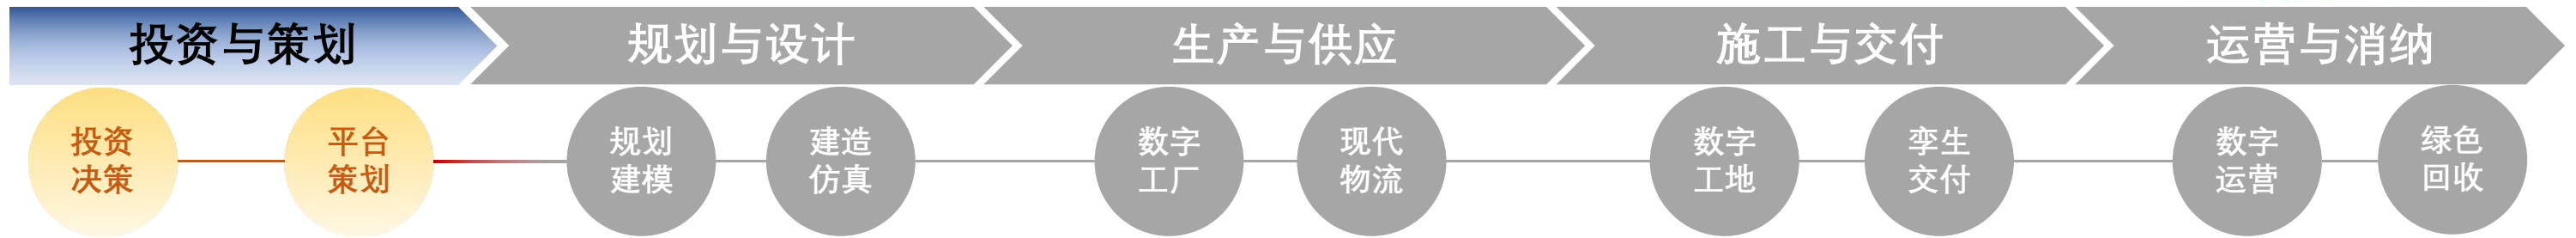 投资与策划
规划与设计
生产与供应
施工与交付
运营与消纳
投资
决策
平台
策划
规划
建模
建造
仿真
数字
工厂
现代
物流
数字
工地
孪生
交付
数字
运营
绿色
回收